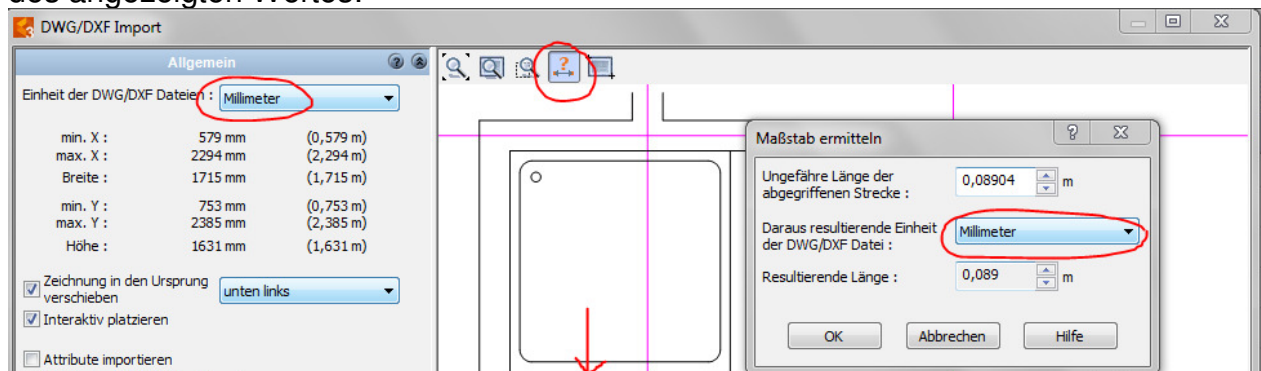 des angezeigten Wertes.
DWG/DXF Import
Allgemein
Einheit der DWG/DXF Dateien : Millimeter
min. X : 579 mm (0,579 m)
max. X : 2294 mm (2,294 m)
Breite : 1715 mm (1,715 m)
min. Y : 753 mm (0,753 m)
max. Y : 2385 mm (2,385 m)
Höhe : 1631 mm (1,631 m)
Zeichnung in den Ursprung
verschieben
unten links
Interaktiv platzieren
Attribute importieren
Maßstab ermitteln
Ungefähre Länge der
abgegriffenen Strecke :
0,08904 m
Daraus resultierende Einheit
der DWG/DXF Datei :
Millimeter
Resultierende Länge : 0,089 m
OK Abbrechen Hilfe